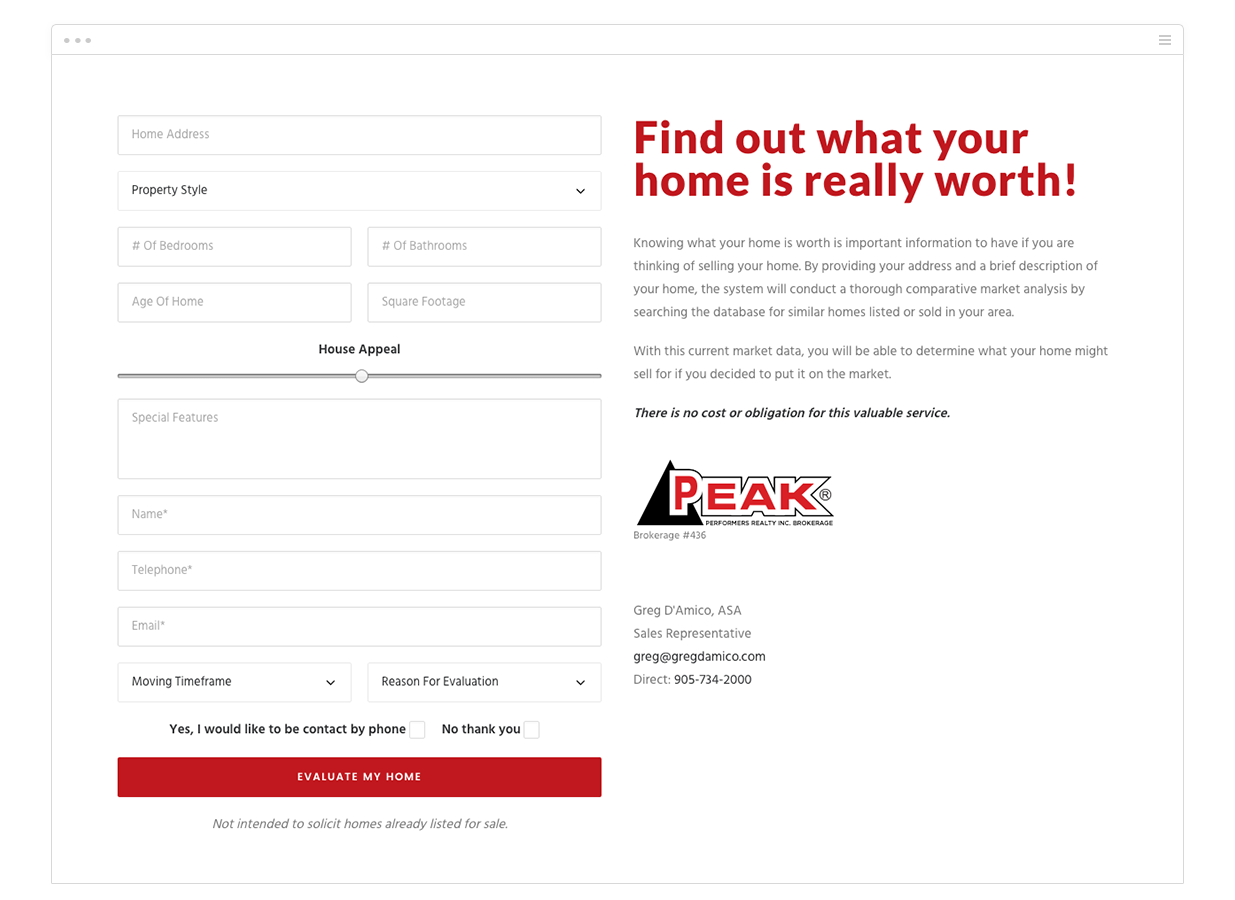 Home Address
Property Style
# Of Bedrooms
# Of Bathrooms
Age Of Home
Square Footage
House Appeal
Special Features
Name*
Telephone*
Email*
Moving Timeframe
Reason For Evaluation
Yes, I would like to be contact by phone
No thank you
EVALUATE MY HOME
Not intended to solicit homes already listed for sale.
Find out what your
home is really worth!
Knowing what your home is worth is important information to have if you are
thinking of selling your home. By providing your address and a brief description of
your home, the system will conduct a thorough comparative market analysis by
searching the database for similar homes listed or sold in your area.
With this current market data, you will be able to determine what your home might
sell for if you decided to put it on the market.
There is no cost or obligation for this valuable service.
PEAK®
PERFORMERS REALTY INC. BROKERAGE
Brokerage #436
Greg D'Amico, ASA
Sales Representative
greg@gregdamico.com
Direct: 905-734-2000